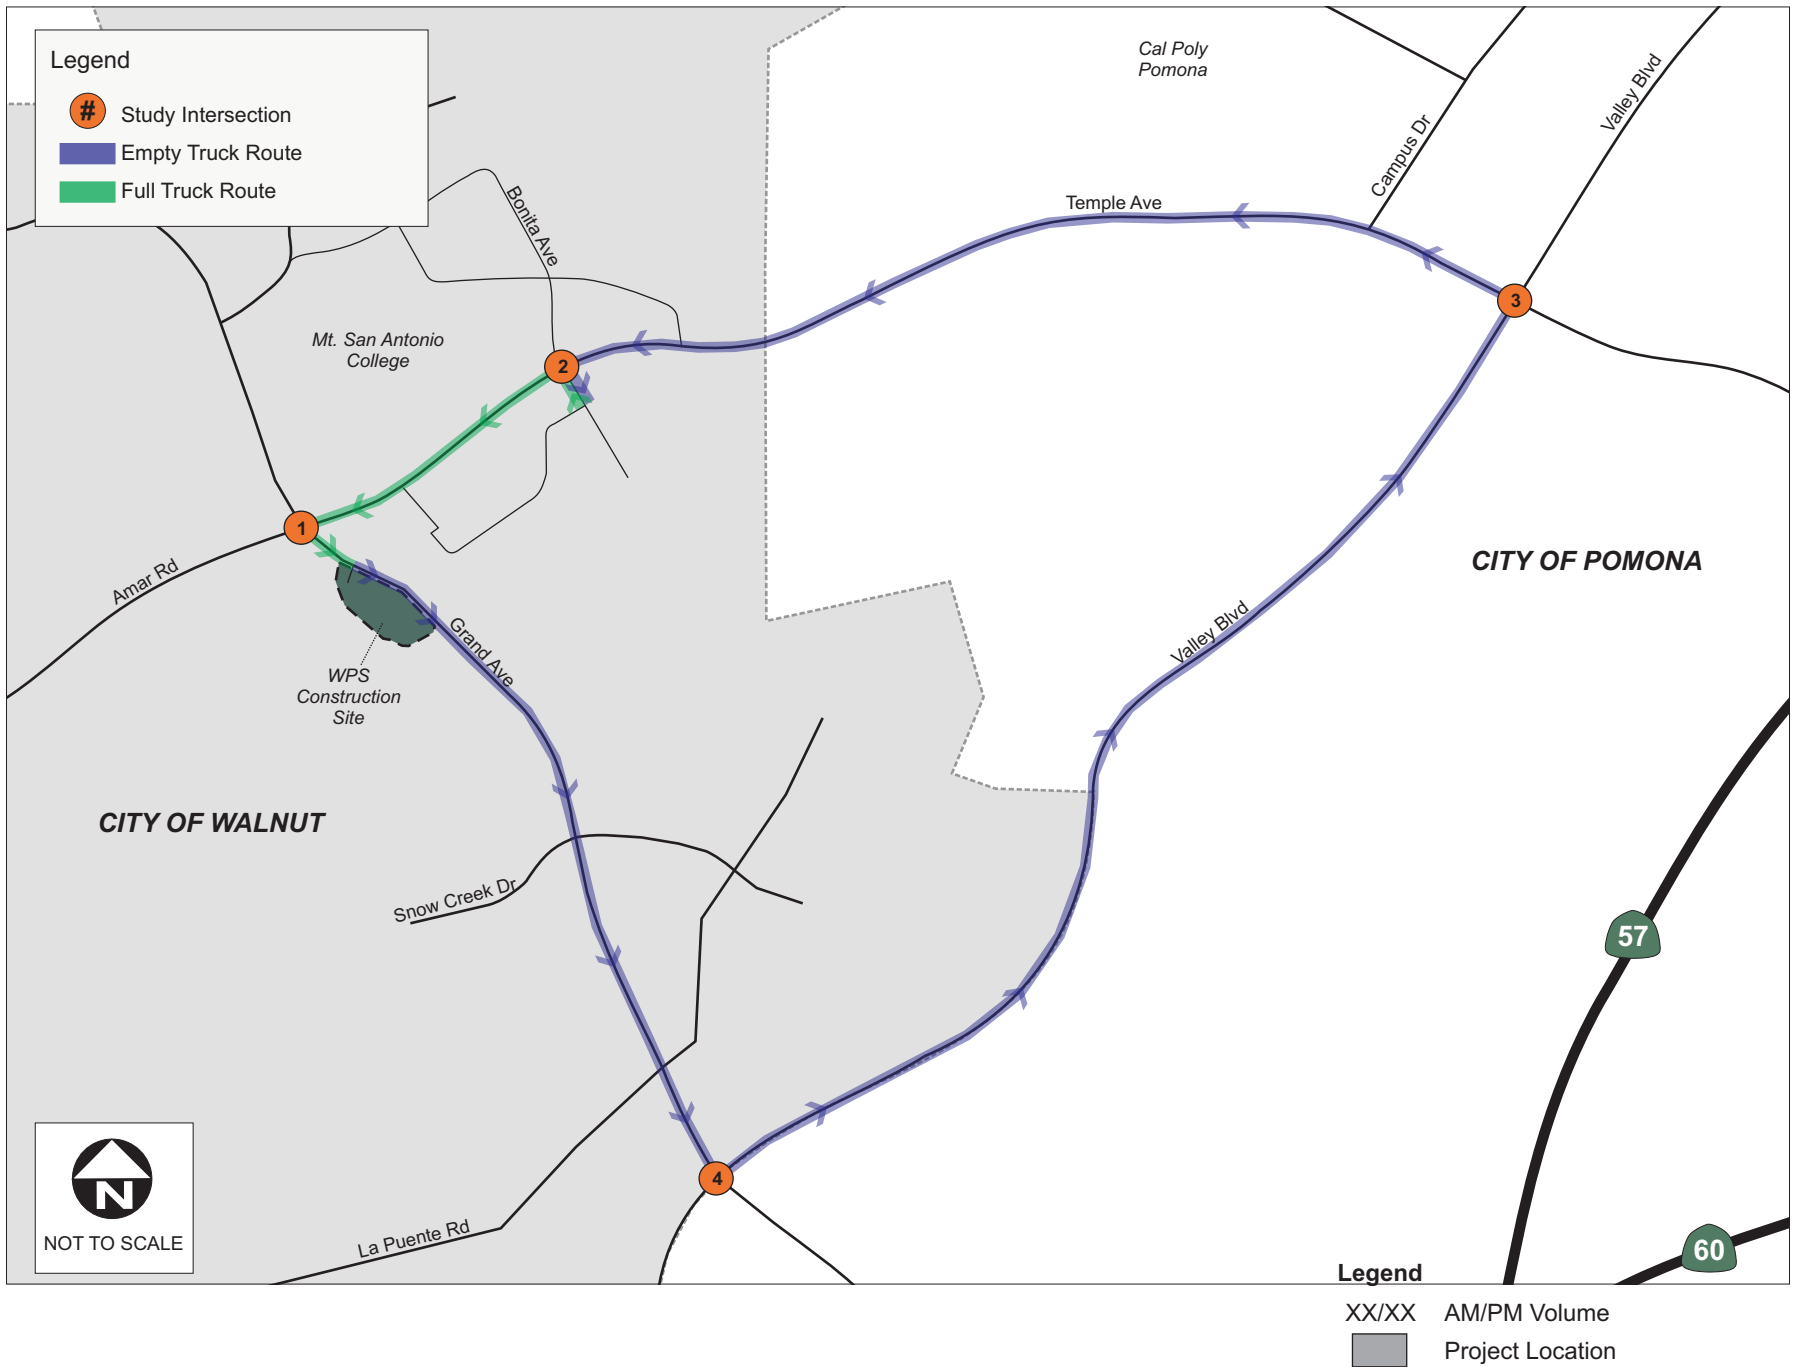 Legend
# Study Intersection
Empty Truck Route
Full Truck Route
Cal Poly
Pomona
Campus Dr
Valley Blvd
Bonita Ave
Temple Ave
3
Mt. San Antonio
College
2
1
Amar Rd
CITY OF POMONA
Grand Ave
Valley Blvd
WPS
Construction
Site
CITY OF WALNUT
Snow Creek Dr
57
4
N
NOT TO SCALE
La Puente Rd
60
Legend
XX/XX AM/PM Volume
Project Location